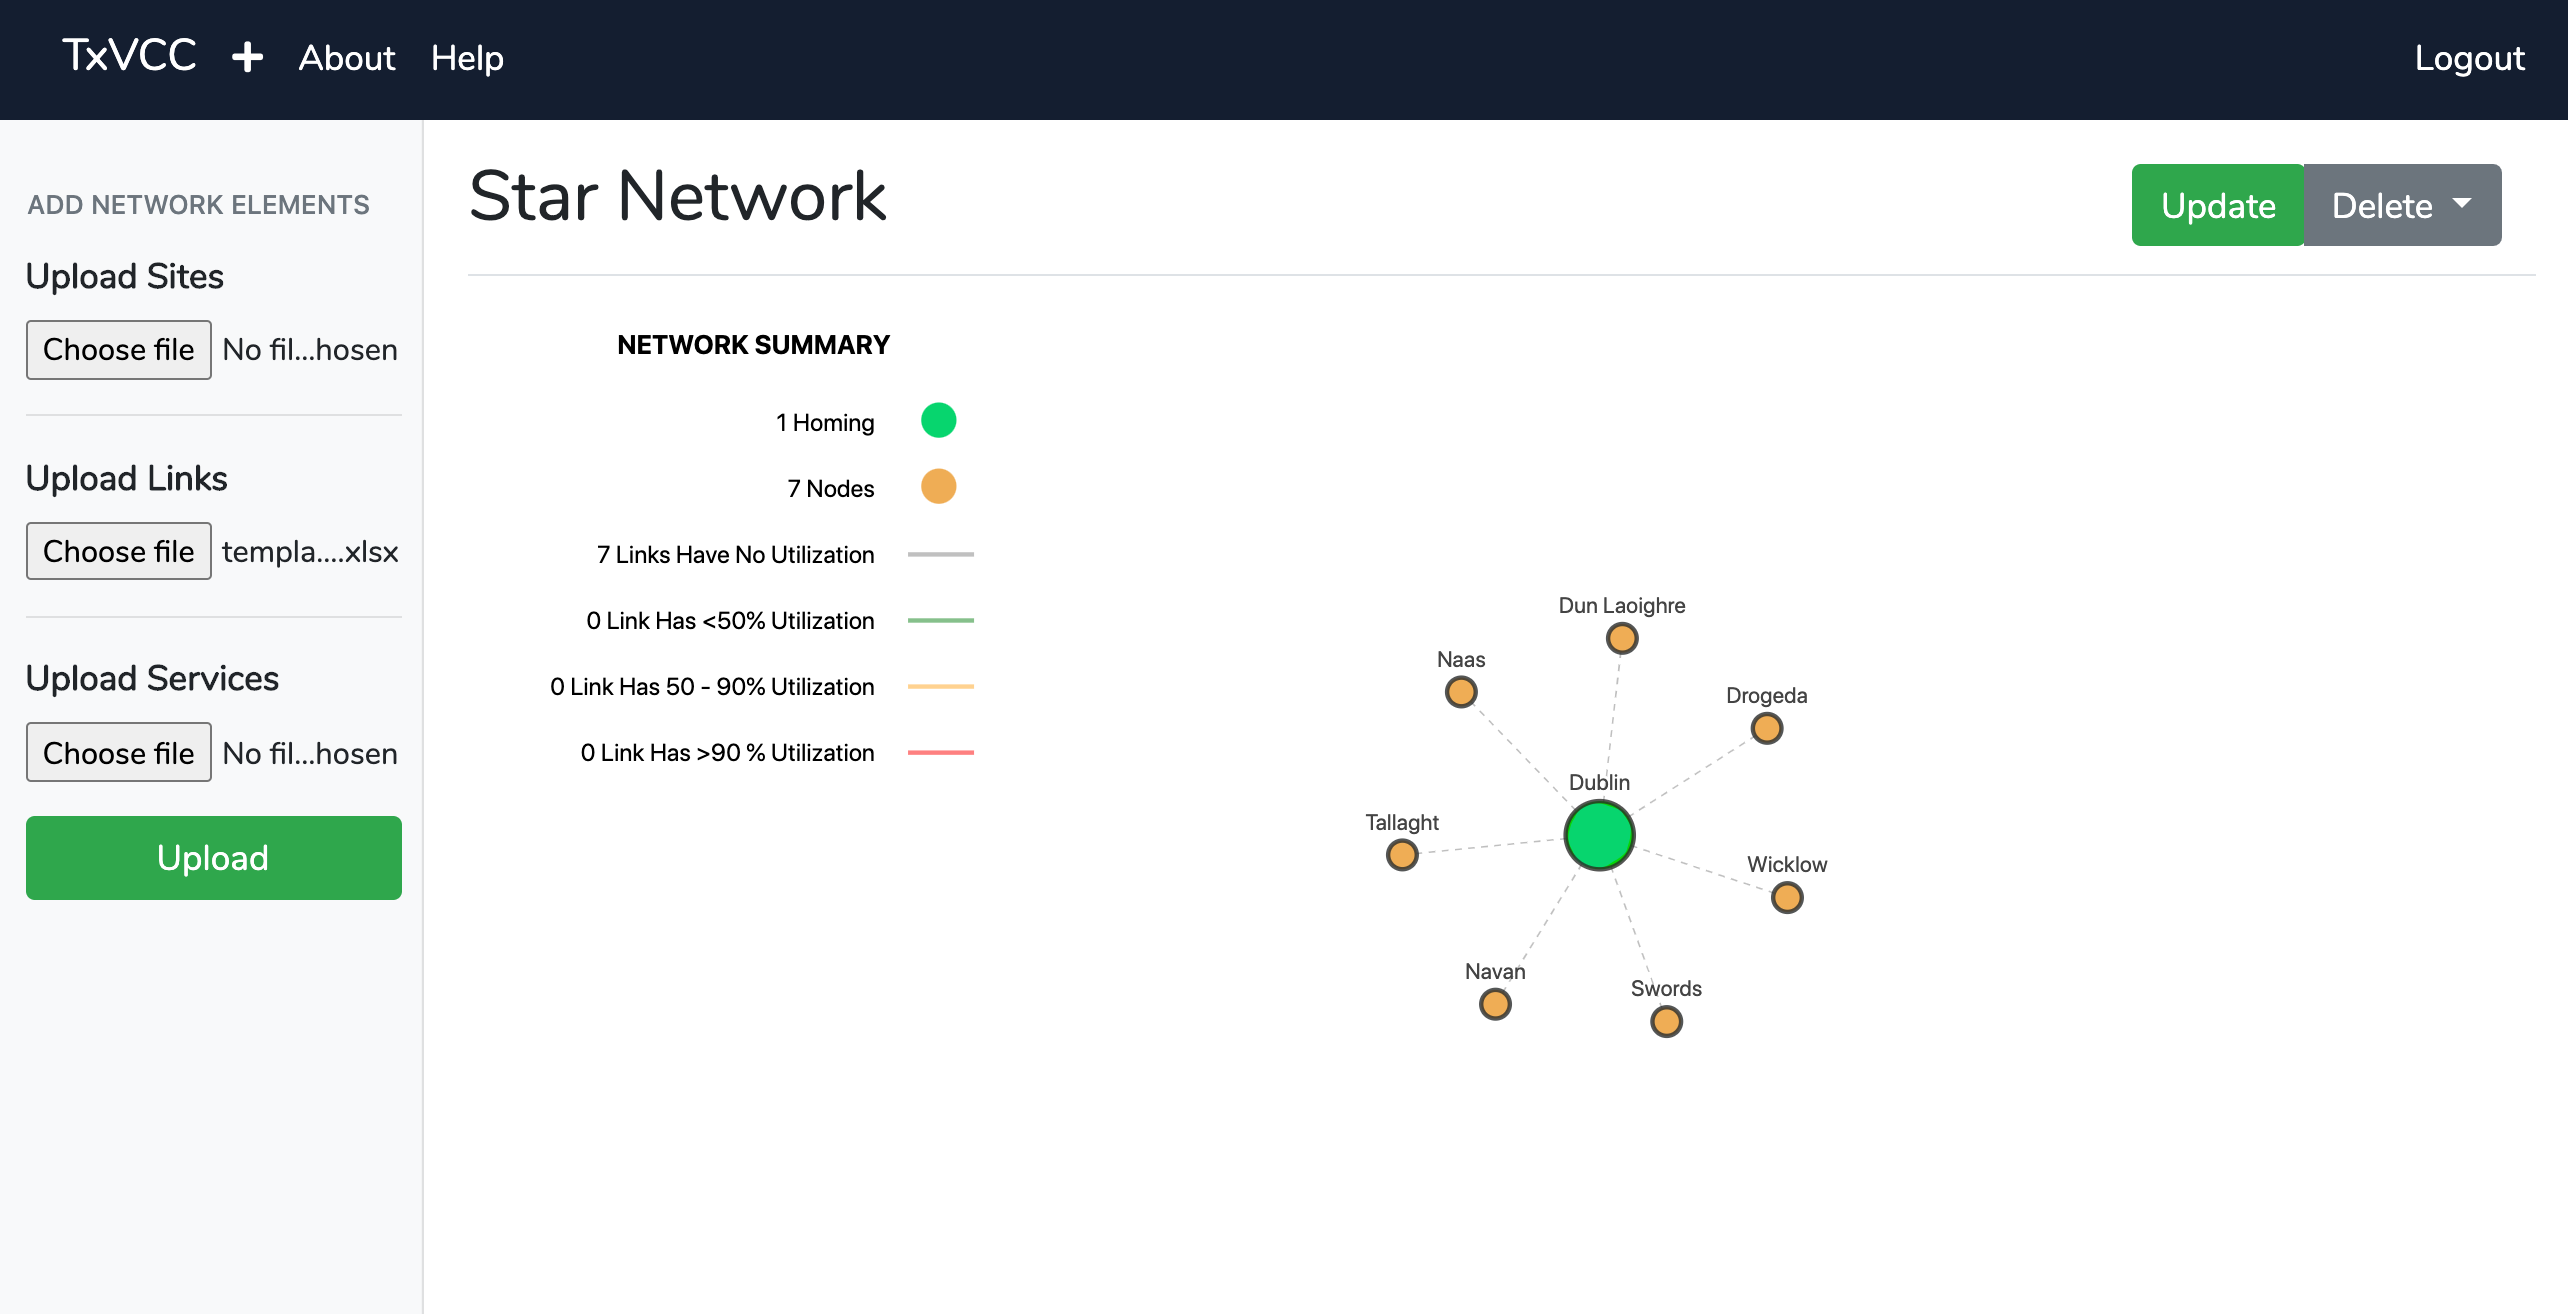 TxVCC + About Help Logout
ADD NETWORK ELEMENTS
Upload Sites
Choose file No fil...hosen
Upload Links
Choose file templa....xlsx
Upload Services
Choose file No fil...hosen
Upload
Star Network
Update Delete
NETWORK SUMMARY
1 Homing
7 Nodes
7 Links Have No Utilization
0 Link Has <50% Utilization
0 Link Has 50 - 90% Utilization
0 Link Has >90 % Utilization
Dun Laoighre
Naas
Drogeda
Dublin
Tallaght
Wicklow
Navan
Swords